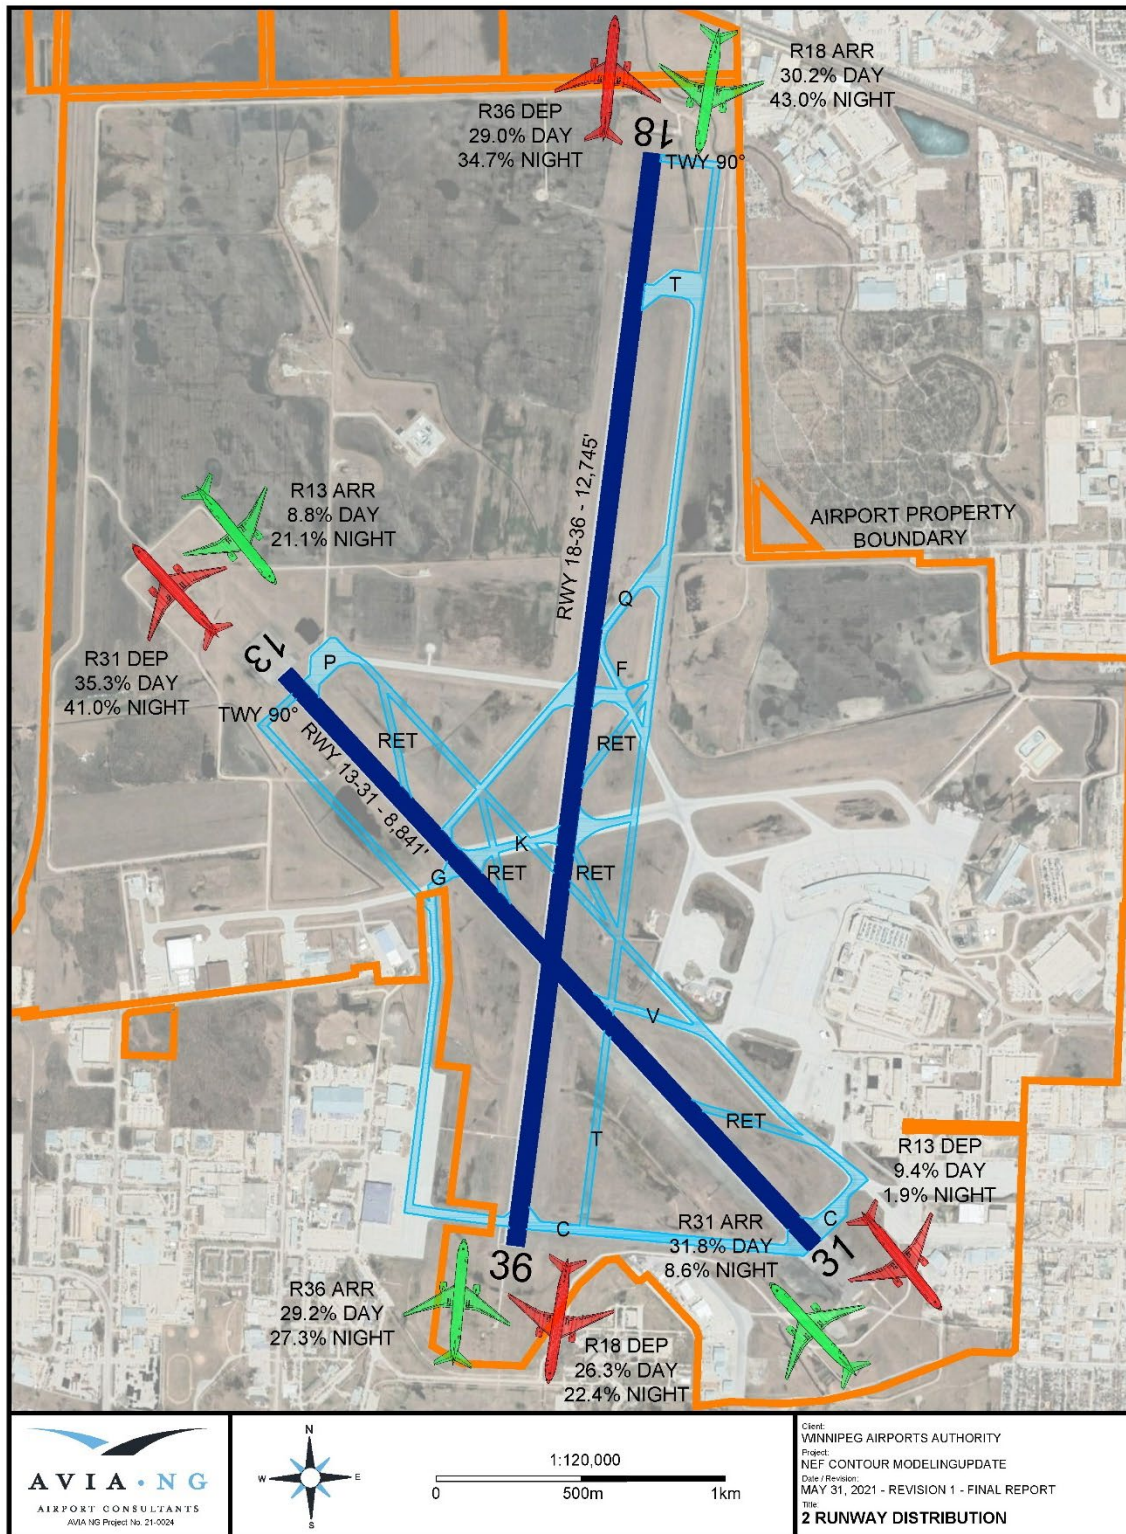 R18 ARR
30.2% DAY
43.0% NIGHT
R36 DEP
29.0% DAY
34.7% NIGHT
18
TWY 90°
T
RWY 18-36 - 12,745'
R13 ARR
8.8% DAY
21.1% NIGHT
AIRPORT PROPERTY
BOUNDARY
Q
13
P
F
R31 DEP
35.3% DAY
41.0% NIGHT
TWY 90°
RET
RET
RWY 13-31 - 8,841'
K
G
RET
RET
V
RET
T
R13 DEP
9.4% DAY
1.9% NIGHT
C
R31 ARR
31.8% DAY
8.6% NIGHT
C
31
36
R36 ARR
29.2% DAY
27.3% NIGHT
R18 DEP
26.3% DAY
22.4% NIGHT
AVIA • NG
AIRPORT CONSULTANTS
AVIA NG Project No. 21-0024
N
W
E
S
1:120,000
0
500m
1km
Client:
WINNIPEG AIRPORTS AUTHORITY
Project:
NEF CONTOUR MODELINGUPDATE
Date / Revision:
MAY 31, 2021 - REVISION 1 - FINAL REPORT
Title:
2 RUNWAY DISTRIBUTION